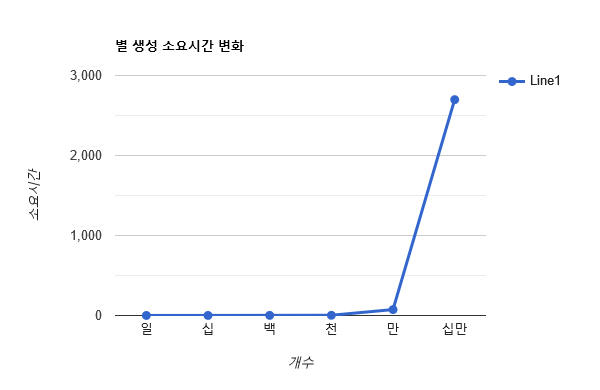 별 생성 소요시간 변화
3,000
2,000
1,000
0
소요시간
일 십 백 천 만 십만
개수
Line1